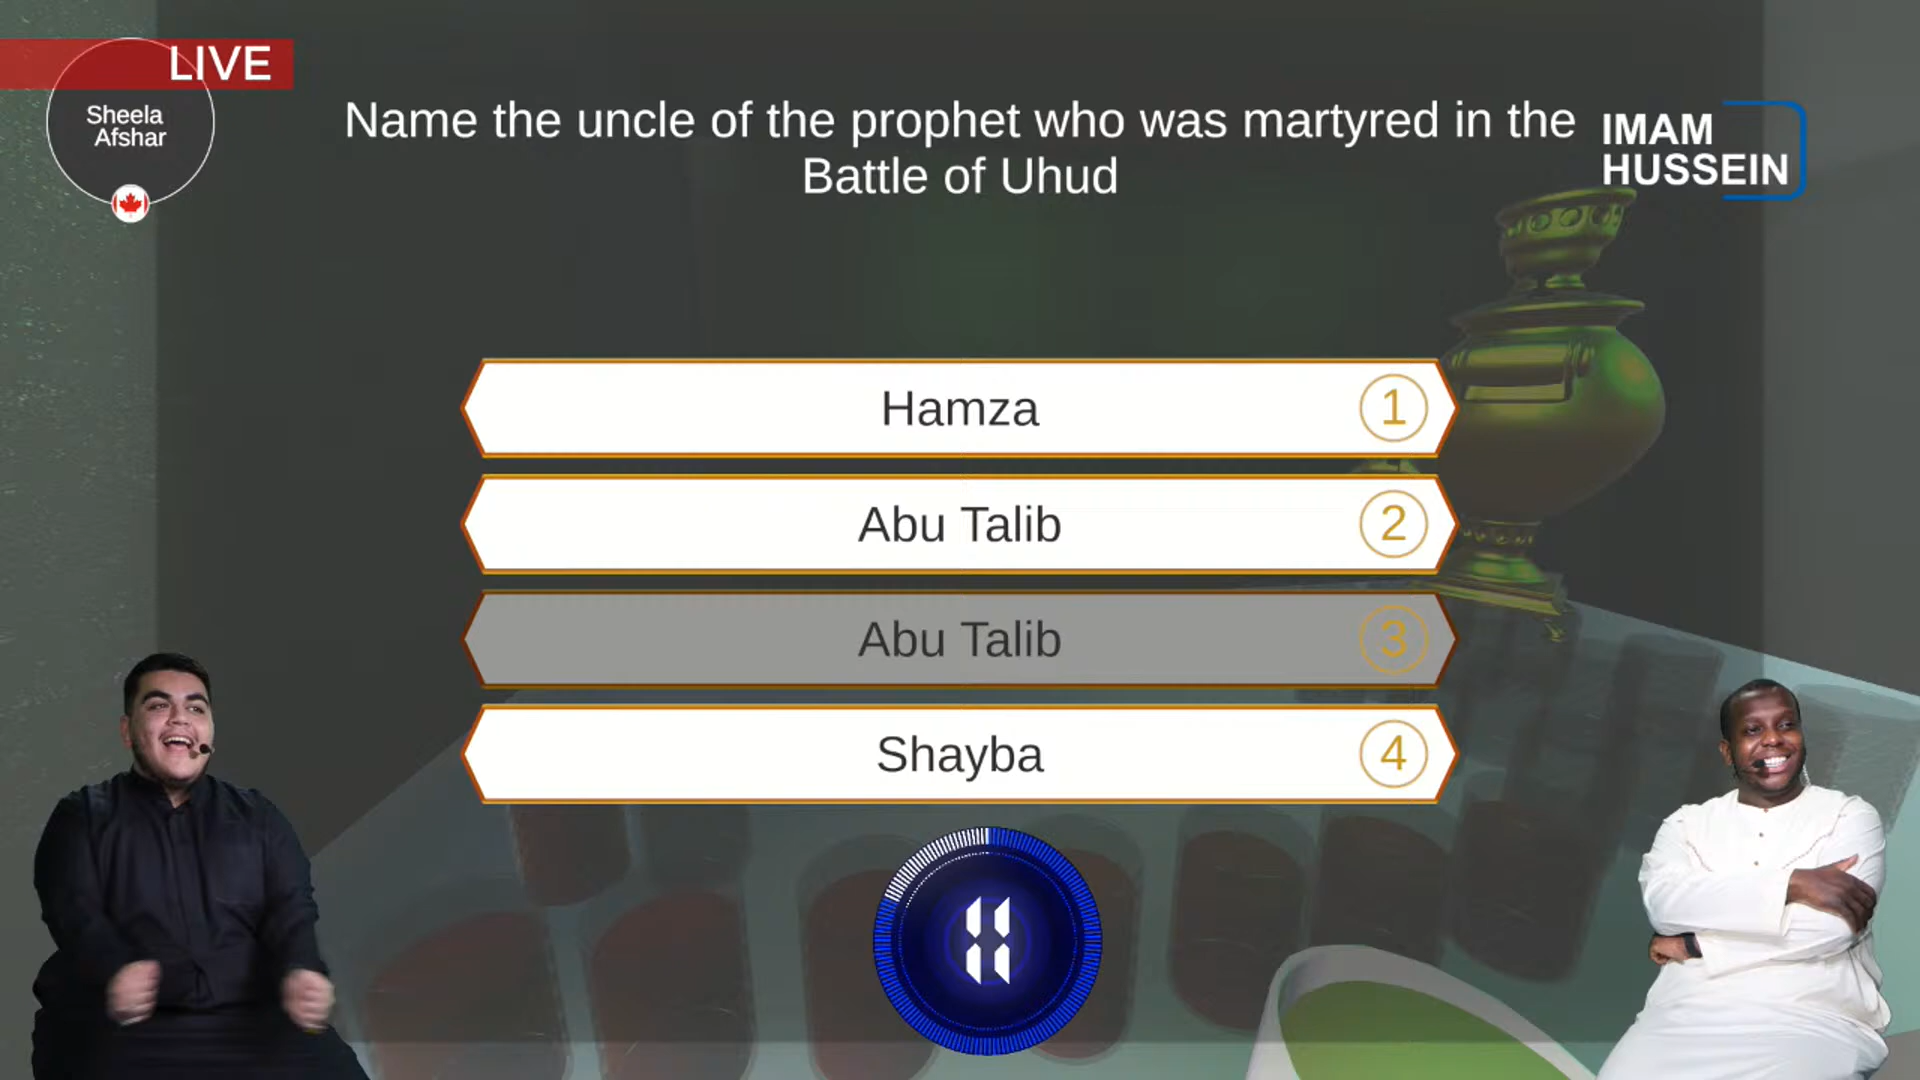 LIVE
Sheela
Afshar
Name the uncle of the prophet who was martyred in the
Battle of Uhud
IMAM
HUSSEIN
Hamza 1
Abu Talib 2
Abu Talib 3
Shayba 4
11